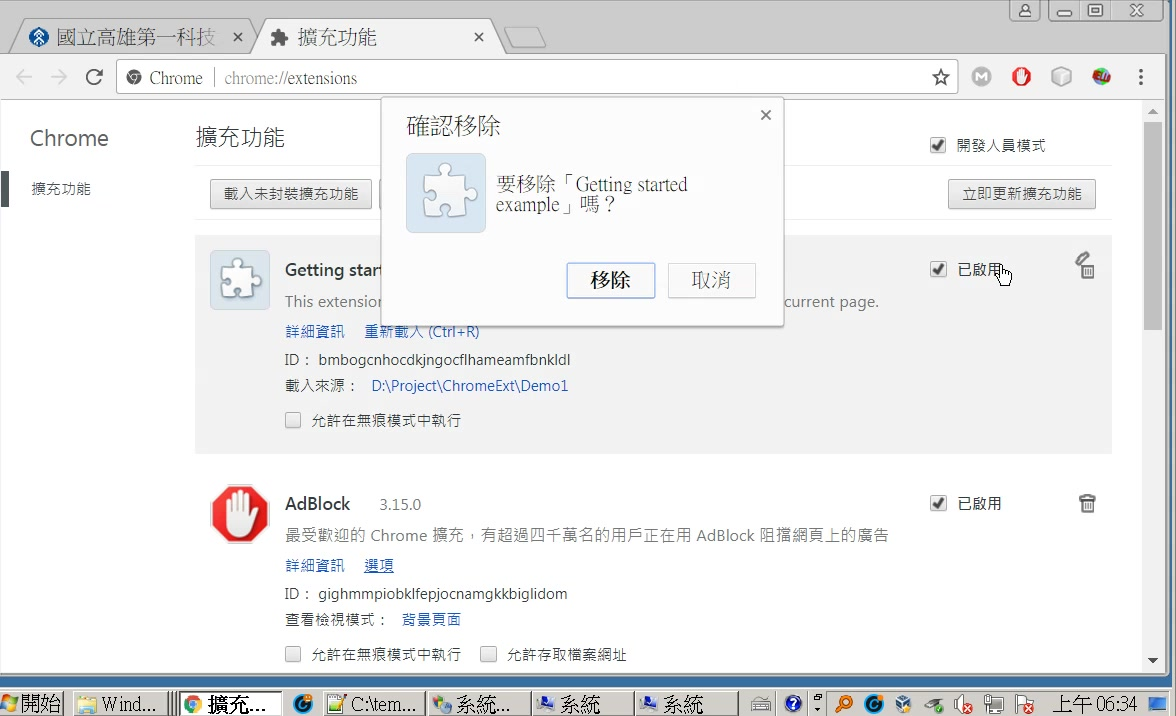 國立高雄第一科技
擴充功能
Chrome
chrome://extensions
Chrome
擴充功能
擴充功能
開發人員模式
載入未封裝擴充功能
立即更新擴充功能
確認移除
要移除「Getting started
example」嗎？
移除
取消
Getting start
已啟用
This extension
current page.
詳細資訊
重新載入 (Ctrl+R)
ID： bmbogcnhocdkjngocflhameamfbnkldl
載入來源： D:\Project\ChromeExt\Demo1
允許在無痕模式中執行
AdBlock 3.15.0
已啟用
最受歡迎的 Chrome 擴充，有超過四千萬名的用戶正在用 AdBlock 阻擋網頁上的廣告
詳細資訊
選項
ID： gighmmpiobklfepjocnamgkkbiglidom
查看檢視模式： 背景頁面
允許在無痕模式中執行
允許存取檔案網址
開始
Wind...
擴充...
C:\tem...
系統...
系統
系統
上午 06:34